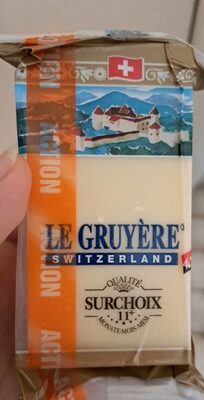 LE GRUYÈRE®
SWITZERLAND
QUALITÉ
SURCHOIX
11+
MONATE-MOIS-MESI
ACTION
ACTION